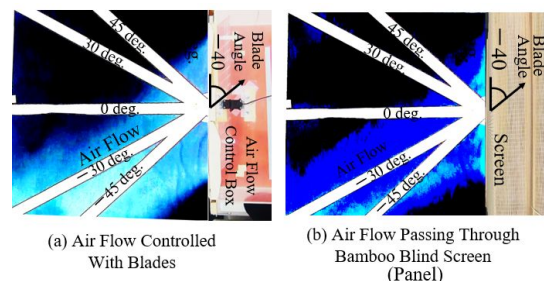 45 deg.
30 deg.
0 deg.
Air Flow
−30 deg.
−45 deg.
−40
Blade
Angle
Air Flow
Control Box
45 deg.
30 deg.
0 deg.
Air Flow
−30 deg.
−45 deg.
−40
Blade
Angle
Screen
(a) Air Flow Controlled
With Blades
(b) Air Flow Passing Through
Bamboo Blind Screen
(Panel)